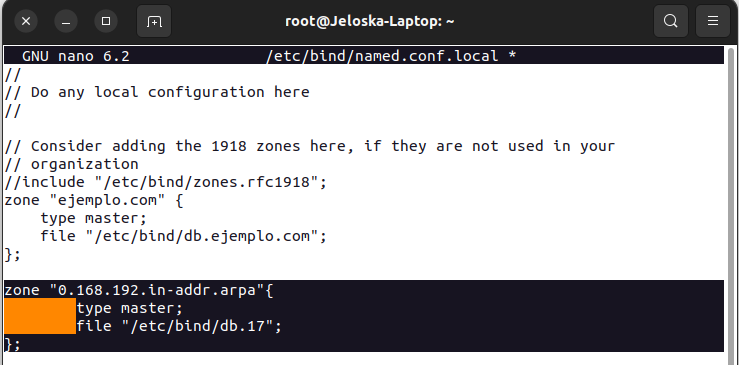 root@Jeloska-Laptop: ~
GNU nano 6.2 /etc/bind/named.conf.local *
//
// Do any local configuration here
//
// Consider adding the 1918 zones here, if they are not used in your
// organization
//include "/etc/bind/zones.rfc1918";
zone "ejemplo.com" {
    type master;
    file "/etc/bind/db.ejemplo.com";
};
zone "0.168.192.in-addr.arpa"{
        type master;
        file "/etc/bind/db.17";
};